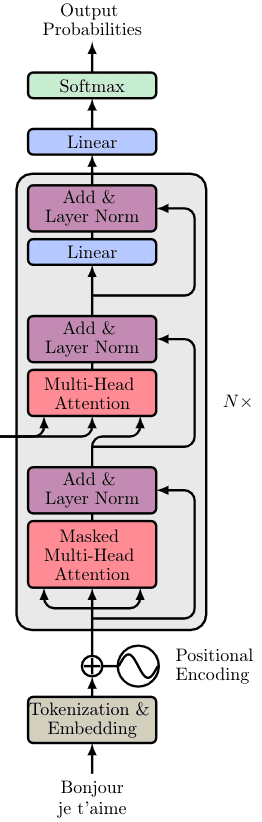 Output
Probabilities
Softmax
Linear
Add &
Layer Norm
Linear
Add &
Layer Norm
Multi-Head
Attention
N×
Add &
Layer Norm
Masked
Multi-Head
Attention
Positional
Encoding
Tokenization &
Embedding
Bonjour
je t'aime